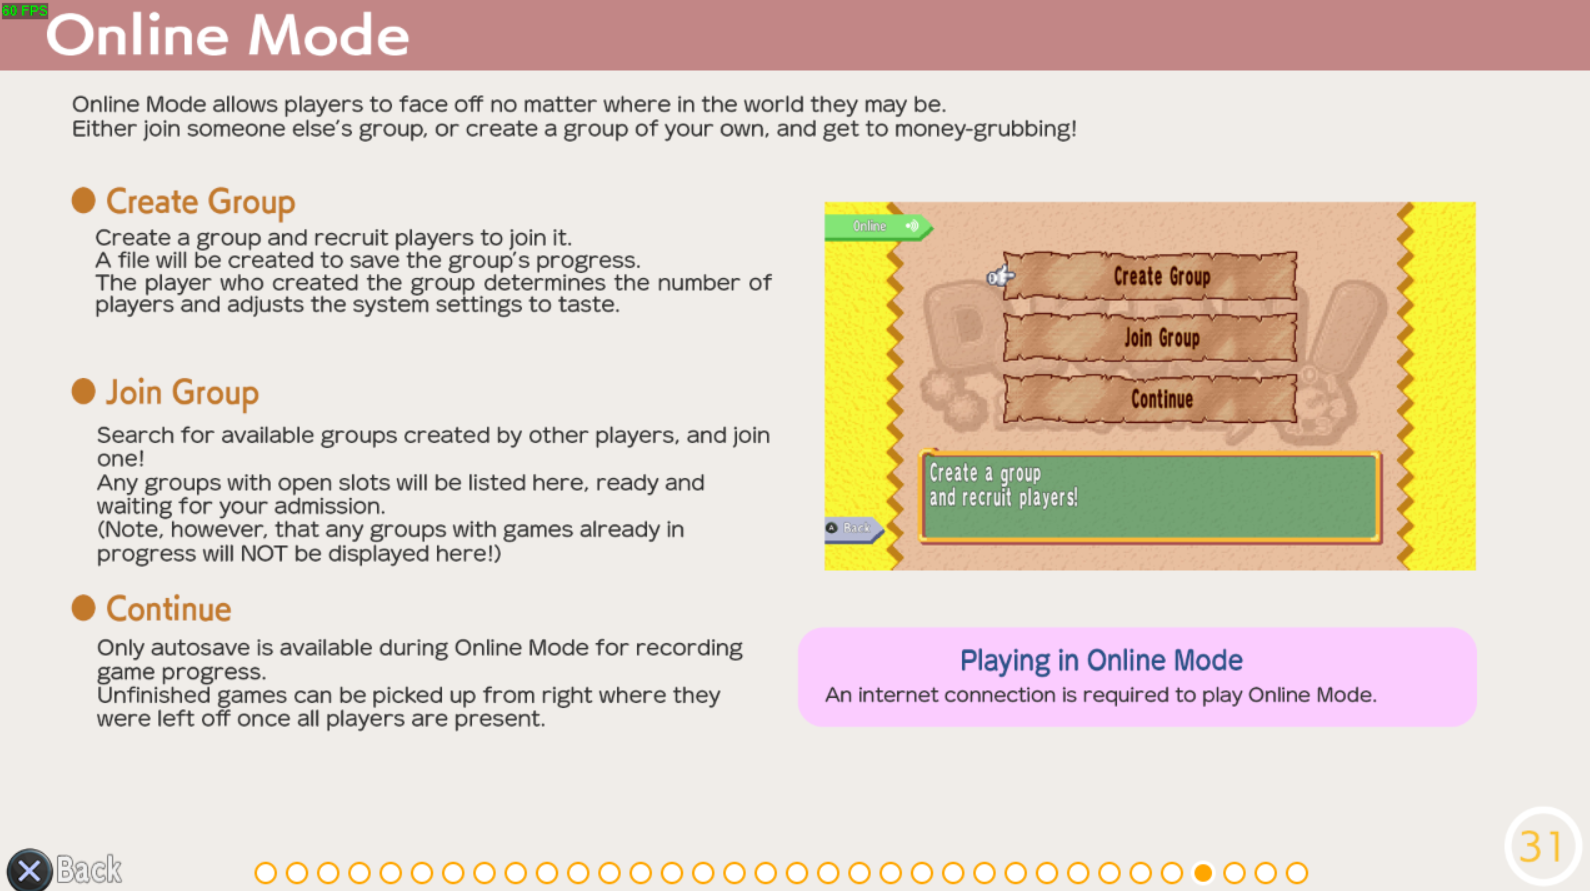 60 FPS
Online Mode
Online Mode allows players to face off no matter where in the world they may be.
Either join someone else's group, or create a group of your own, and get to money-grubbing!
Create Group
Create a group and recruit players to join it.
A file will be created to save the group's progress.
The player who created the group determines the number of
players and adjusts the system settings to taste.
Join Group
Search for available groups created by other players, and join
one!
Any groups with open slots will be listed here, ready and
waiting for your admission.
(Note, however, that any groups with games already in
progress will NOT be displayed here!)
Continue
Only autosave is available during Online Mode for recording
game progress.
Unfinished games can be picked up from right where they
were left off once all players are present.
Online
Create Group
Join Group
Continue
Create a group
and recruit players!
A Back
Playing in Online Mode
An internet connection is required to play Online Mode.
Back
31